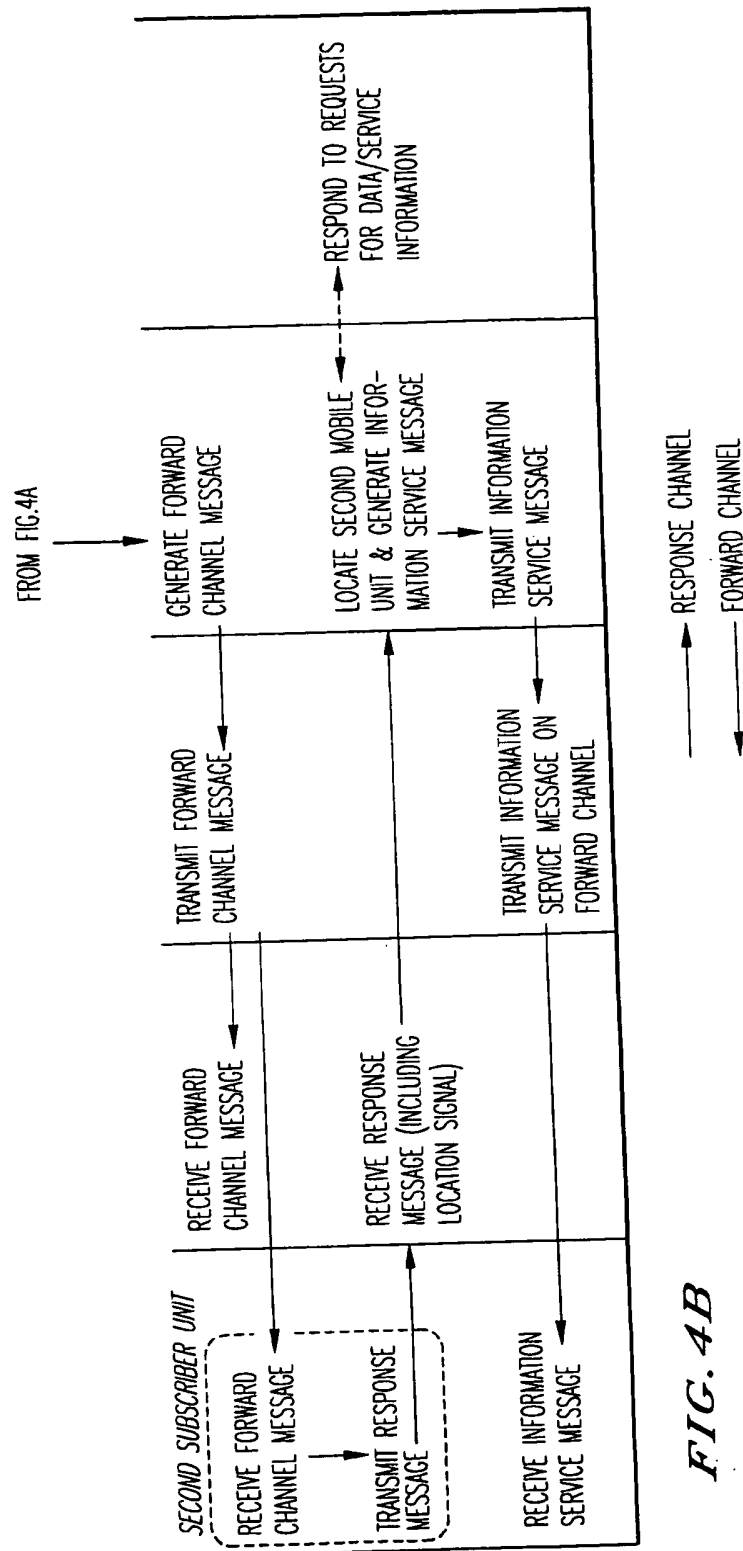 FROM FIG.4A
SECOND SUBSCRIBER UNIT
RECEIVE FORWARD
CHANNEL MESSAGE
TRANSMIT RESPONSE
MESSAGE
RECEIVE INFORMATION
SERVICE MESSAGE
RECEIVE FORWARD
CHANNEL MESSAGE
RECEIVE RESPONSE
MESSAGE (INCLUDING
LOCATION SIGNAL)
TRANSMIT FORWARD
CHANNEL MESSAGE
TRANSMIT INFORMATION
SERVICE MESSAGE ON
FORWARD CHANNEL
GENERATE FORWARD
CHANNEL MESSAGE
LOCATE SECOND MOBILE
UNIT & GENERATE INFOR-
MATION SERVICE MESSAGE
TRANSMIT INFORMATION
SERVICE MESSAGE
RESPOND TO REQUESTS
FOR DATA/SERVICE
INFORMATION
RESPONSE CHANNEL
FORWARD CHANNEL
FIG. 4B